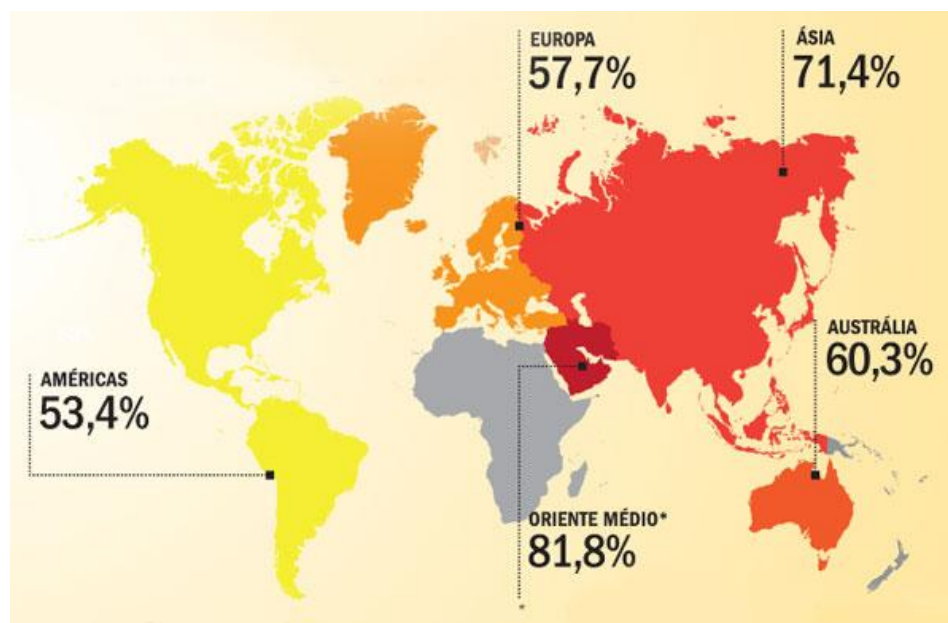 EUROPA
57,7%
ÁSIA
71,4%
AMÉRICAS
53,4%
AUSTRÁLIA
60,3%
ORIENTE MÉDIO*
81,8%
*